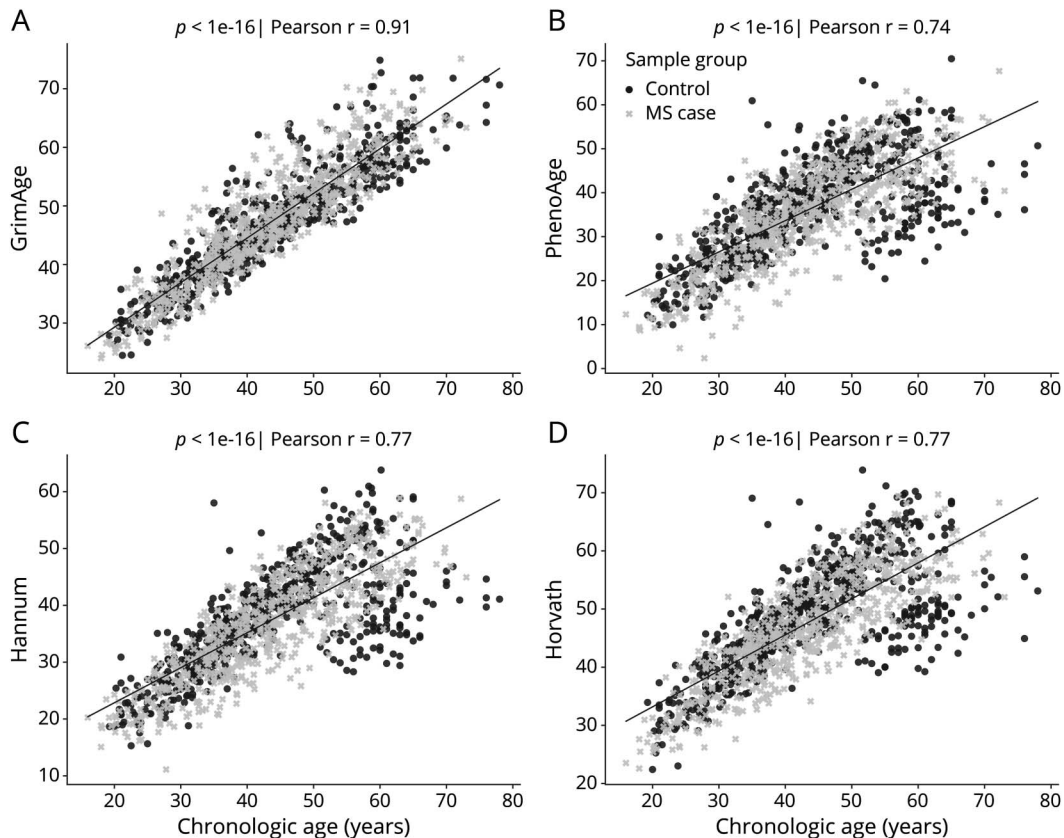 A
p < 1e-16| Pearson r = 0.91
GrimAge
70
60
50
40
30
20 30 40 50 60 70 80
B
p < 1e-16| Pearson r = 0.74
Sample group
Control
MS case
PhenoAge
70
60
50
40
30
20
10
0
20 30 40 50 60 70 80
C
p < 1e-16| Pearson r = 0.77
Hannum
60
50
40
30
20
10
20 30 40 50 60 70 80
Chronologic age (years)
D
p < 1e-16| Pearson r = 0.77
Horvath
70
60
50
40
30
20
20 30 40 50 60 70 80
Chronologic age (years)